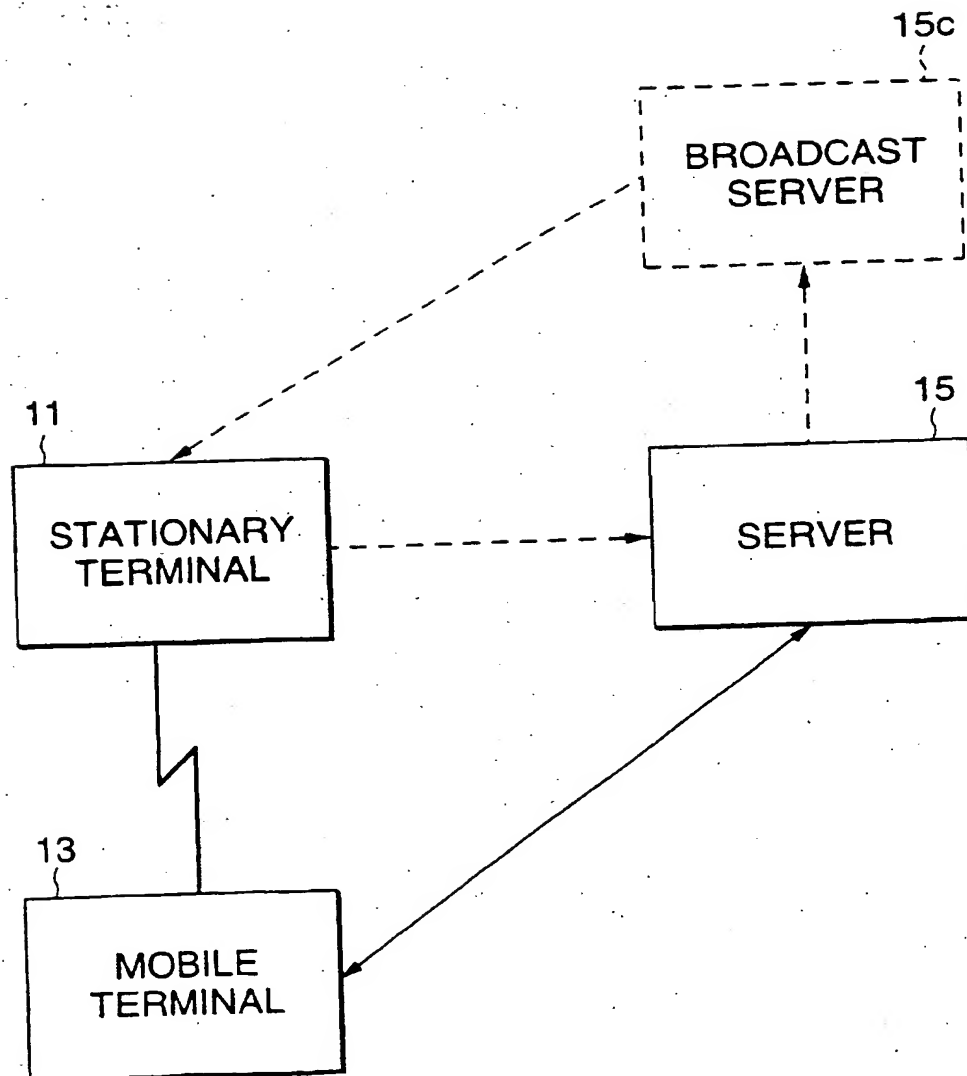 15c
BROADCAST
SERVER
11
STATIONARY
TERMINAL
15
SERVER
13
MOBILE
TERMINAL